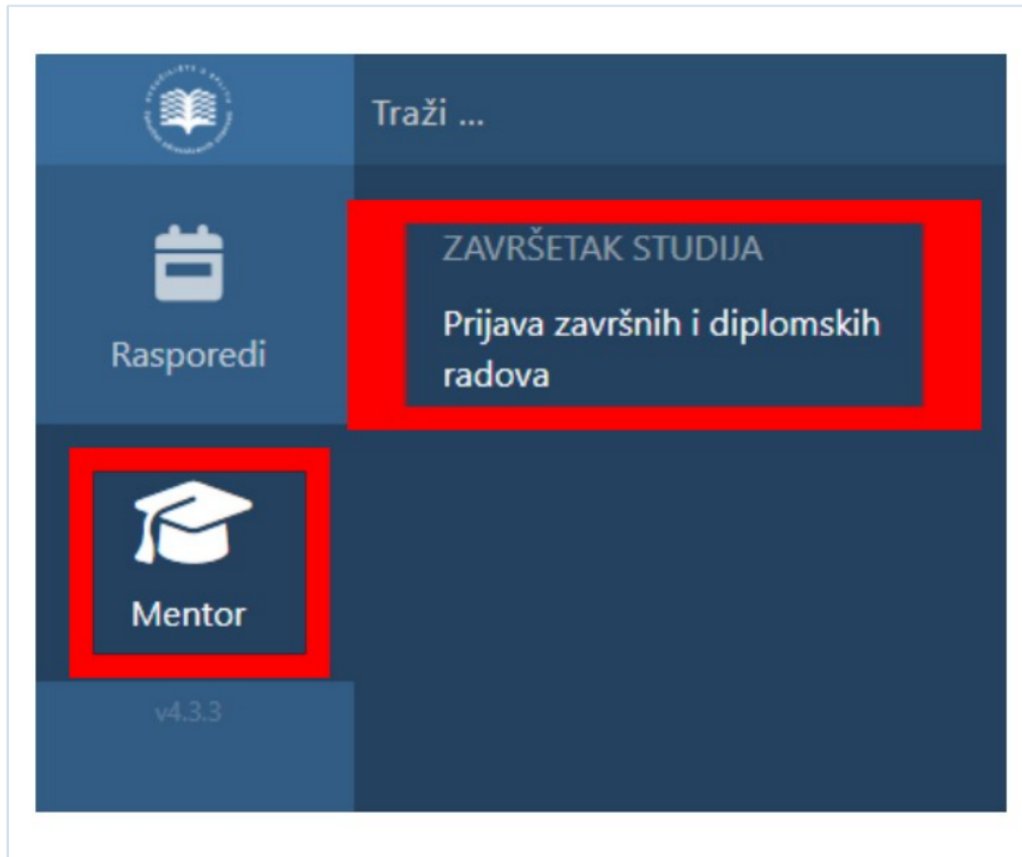 Traži ...
Rasporedi
Mentor
v4.3.3
ZAVRŠETAK STUDIJA
Prijava završnih i diplomskih
radova